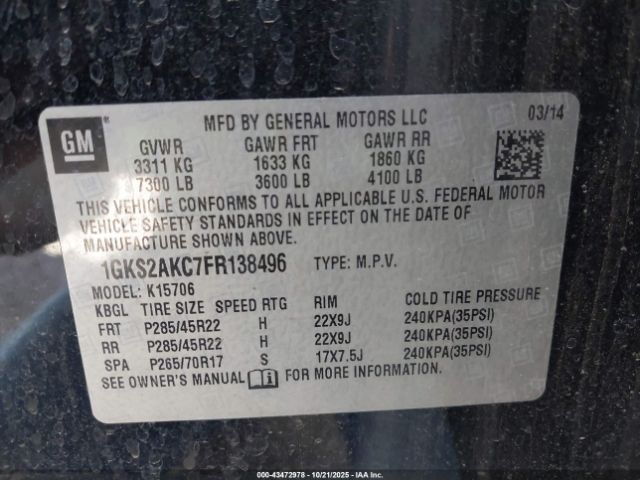 GM
MFD BY GENERAL MOTORS LLC 03/14
GVWR GAWR FRT GAWR RR
3311 KG 1633 KG 1860 KG
7300 LB 3600 LB 4100 LB
THIS VEHICLE CONFORMS TO ALL APPLICABLE U.S. FEDERAL MOTOR
VEHICLE SAFETY STANDARDS IN EFFECT ON THE DATE OF
MANUFACTURE SHOWN ABOVE.
1GKS2AKC7FR138496 TYPE: M.P.V.
MODEL: K15706
KBGL TIRE SIZE SPEED RTG RIM COLD TIRE PRESSURE
FRT P285/45R22 H 22X9J 240KPA(35PSI)
RR P285/45R22 H 22X9J 240KPA(35PSI)
SPA P265/70R17 S 17X7.5J 240KPA(35PSI)
SEE OWNER'S MANUAL FOR MORE INFORMATION.
000-43472978 - 10/21/2025 - IAA Inc.